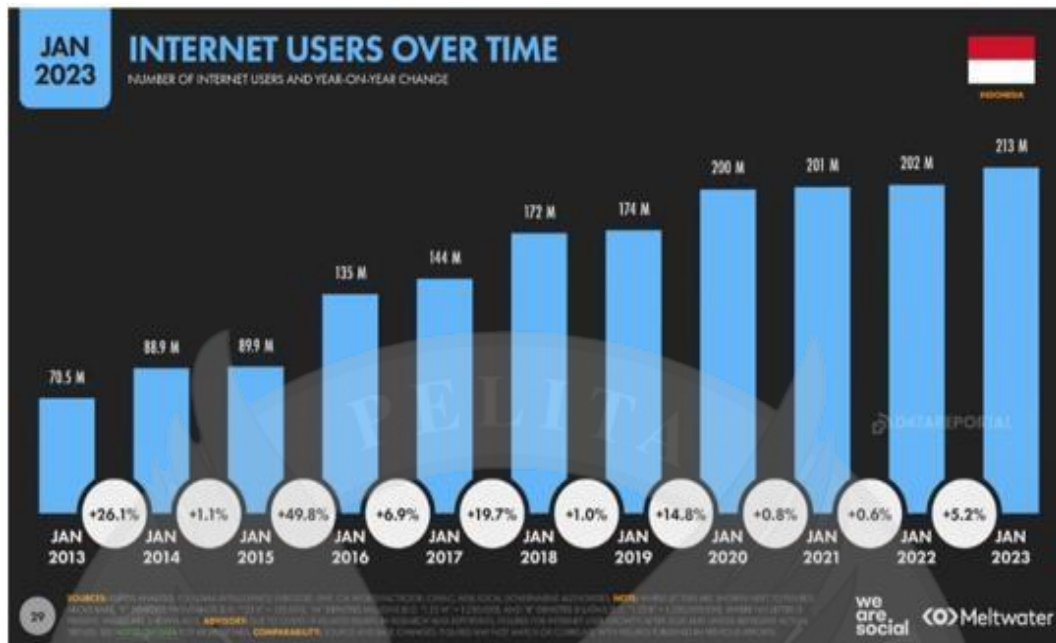 JAN
2023
INTERNET USERS OVER TIME
NUMBER OF INTERNET USERS AND YEAR-ON-YEAR CHANGE
INDONESIA
70.5 M
88.9 M
89.9 M
135 M
144 M
172 M
174 M
200 M
201 M
202 M
213 M
PELITA
DATAREPORTAL
+26.1%
+1.1%
+49.8%
+6.9%
+19.7%
+1.0%
+14.8%
+0.8%
+0.6%
+5.2%
JAN
2013
JAN
2014
JAN
2015
JAN
2016
JAN
2017
JAN
2018
JAN
2019
JAN
2020
JAN
2021
JAN
2022
JAN
2023
29
SOURCES:
NOTE:
ADVISORY:
COMPARABILITY:
we
are
social
Meltwater